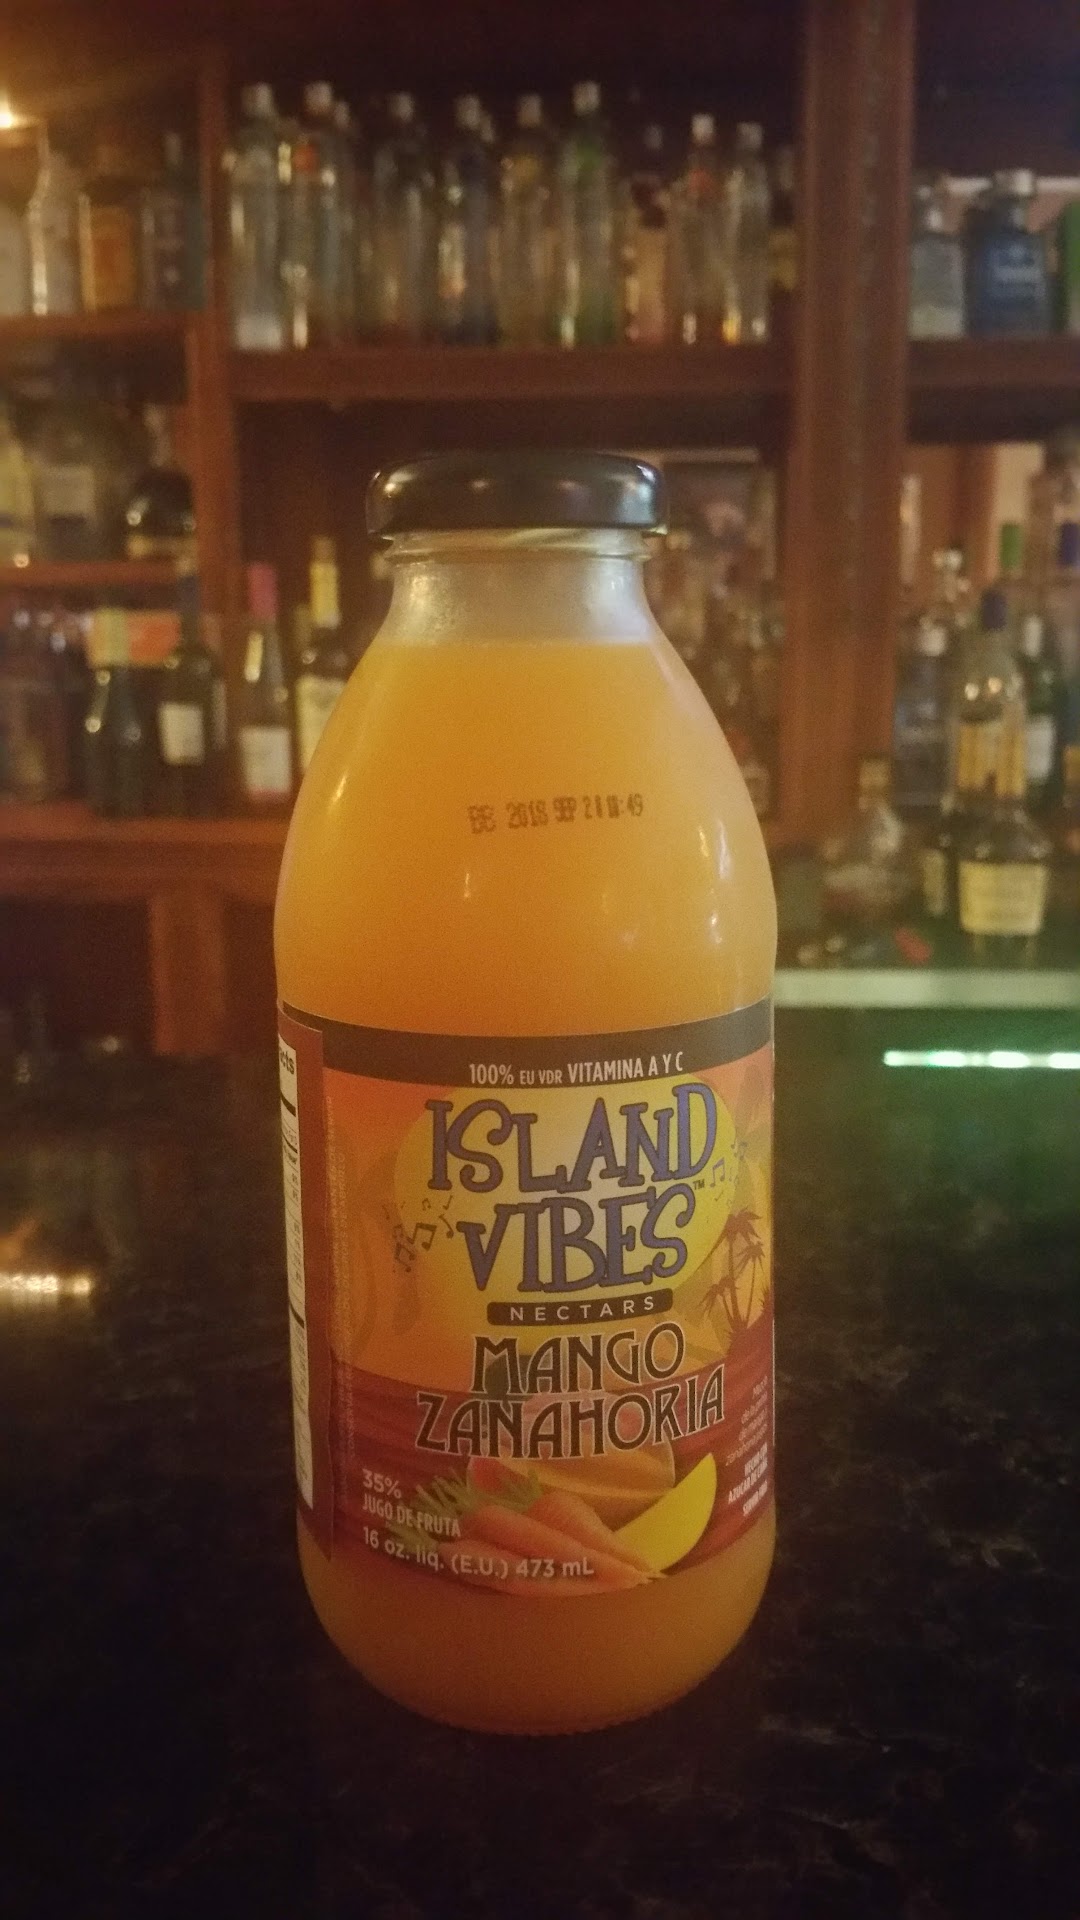 BB 2018 SEP 21
100% EU VDR VITAMINA A Y C
ISLAND
VIBES™
NECTARS
MANGO
ZANAHORIA
35%
JUGO DE FRUTA
16 oz. liq. (E.U.) 473 mL